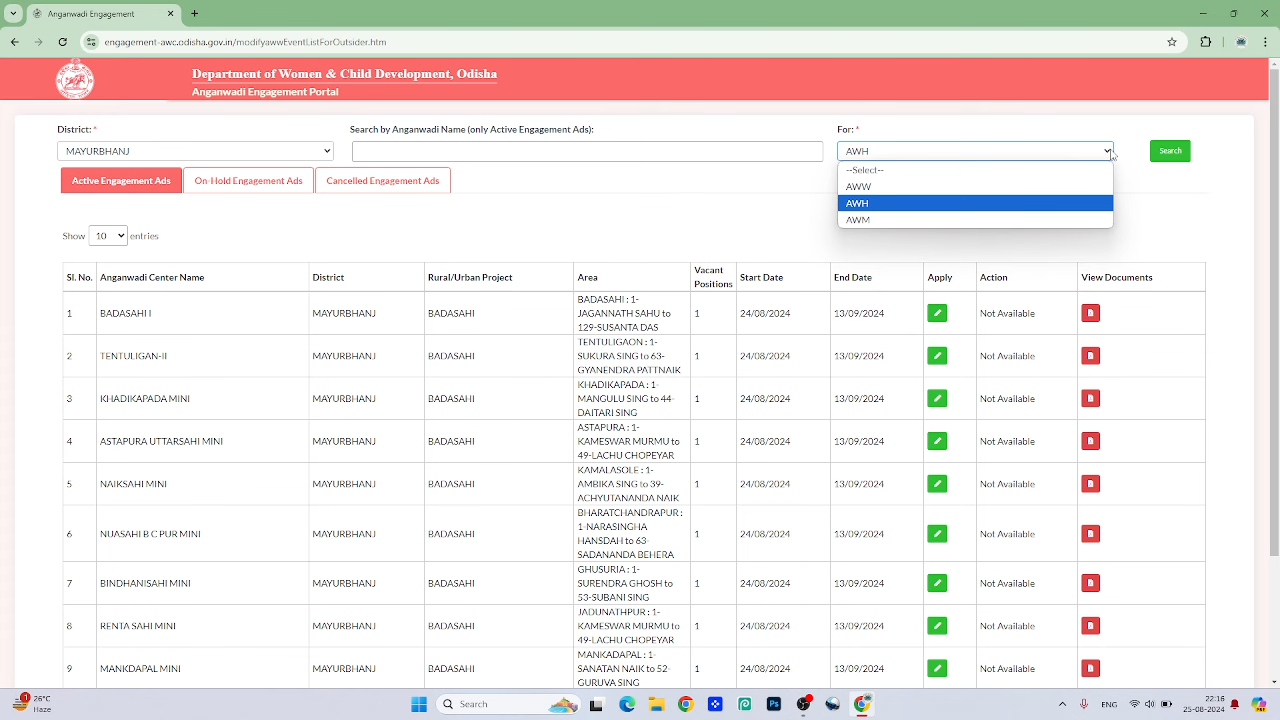 Anganwadi
engagement-awc.odisha.gov.in/modifyawwEventListForOutsider.htm
Department of Women & Child Development, Odisha
Anganwadi Engagement Portal
District: *
Search by Anganwadi Name (only Active Engagement Ads):
For: *
MAYURBHANJ
AWH
Search
--Select--
AWW
AWH
AWM
Active Engagement Ads
On-Hold Engagement Ads
Cancelled Engagement Ads
Show 10 entries
Sl. No. Anganwadi Center Name District Rural/Urban Project Area Vacant Positions Start Date End Date Apply Action View Documents
1 BADASAHI I MAYURBHANJ BADASAHI BADASAHI : 1-
JAGANNATH SAHU to
129-SUSANTA DAS
1 24/08/2024 13/09/2024 Not Available
2 TENTULIGAN-II MAYURBHANJ BADASAHI TENTULIGAON : 1-
SUKURA SING to 63-
GYANENDRA PATTNAIK
1 24/08/2024 13/09/2024 Not Available
3 KHADIKAPADA MINI MAYURBHANJ BADASAHI KHADIKAPADA : 1-
MANGULU SING to 44-
DAITARI SING
1 24/08/2024 13/09/2024 Not Available
4 ASTAPURA UTTARSAHI MINI MAYURBHANJ BADASAHI ASTAPURA : 1-
KAMESWAR MURMU to
49-LACHU CHOPEYAR
1 24/08/2024 13/09/2024 Not Available
5 NAIKSAHI MINI MAYURBHANJ BADASAHI KAMALASOLE : 1-
AMBIKA SING to 39-
ACHYUTANANDA NAIK
1 24/08/2024 13/09/2024 Not Available
6 NUASAHI B C PUR MINI MAYURBHANJ BADASAHI BHARATCHANDRAPUR :
1-NARASINGHA
HANSDAH to 63-
SADANANDA BEHERA
1 24/08/2024 13/09/2024 Not Available
7 BINDHANISAHI MINI MAYURBHANJ BADASAHI GHUSURIA : 1-
SURENDRA GHOSH to
53-SUBANI SING
1 24/08/2024 13/09/2024 Not Available
8 RENTA SAHI MINI MAYURBHANJ BADASAHI JADUNATHPUR : 1-
KAMESWAR MURMU to
49-LACHU CHOPEYAR
1 24/08/2024 13/09/2024 Not Available
9 MANKDAPAL MINI MAYURBHANJ BADASAHI MANKADAPAL : 1-
SANATAN NAIK to 52-
GURUVA SING
1 24/08/2024 13/09/2024 Not Available
1
26°C
Haze
Search
Ps
ENG
22:16
25-08-2024